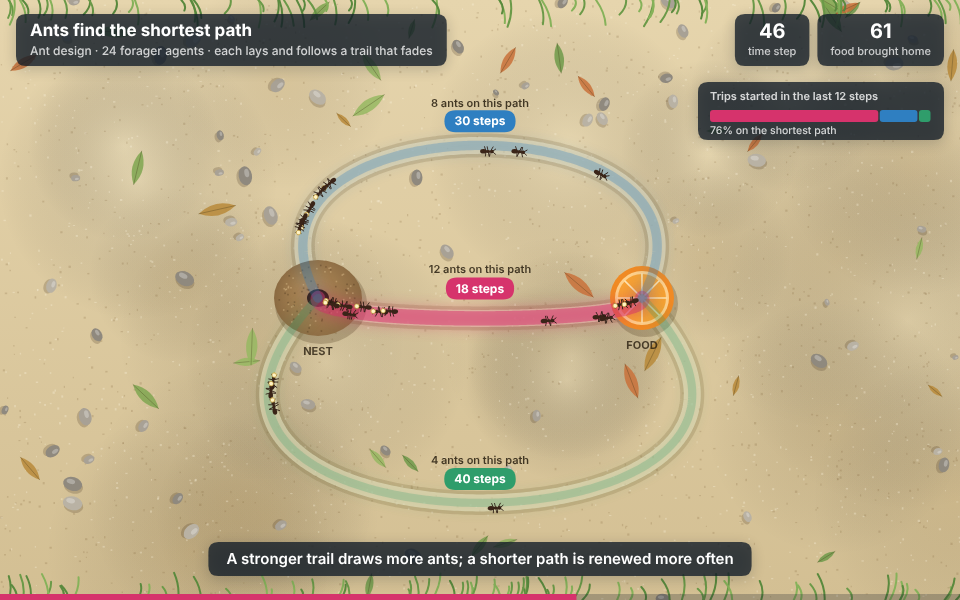 Ants find the shortest path
Ant design · 24 forager agents · each lays and follows a trail that fades
46
time step
61
food brought home
Trips started in the last 12 steps
76% on the shortest path
8 ants on this path
30 steps
12 ants on this path
18 steps
NEST
FOOD
4 ants on this path
40 steps
A stronger trail draws more ants; a shorter path is renewed more often